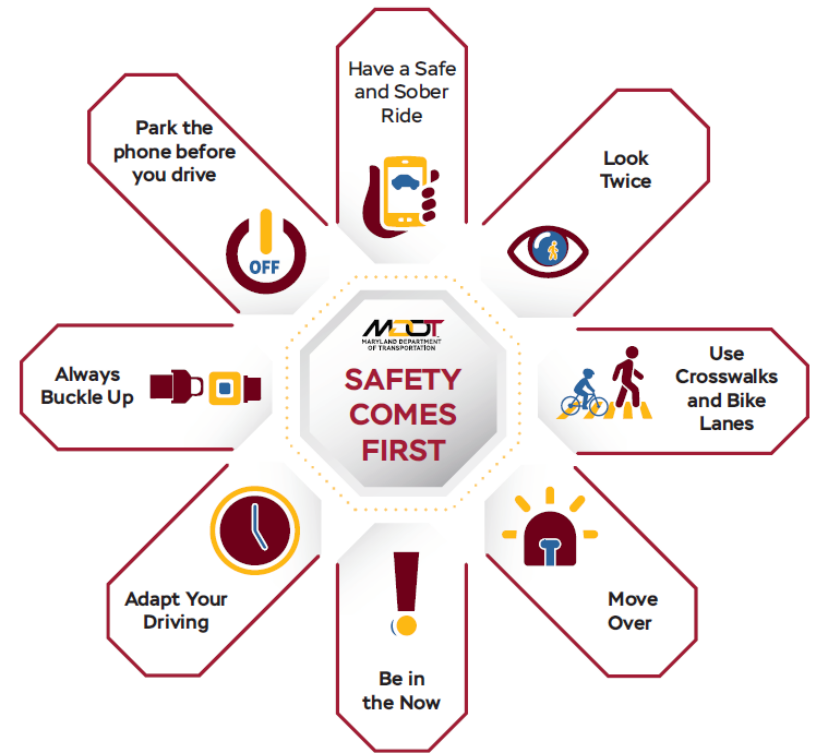 Have a Safe
and Sober
Ride
Look
Twice
Use
Crosswalks
and Bike
Lanes
Move
Over
Be in
the Now
Adapt Your
Driving
Always
Buckle Up
Park the
phone before
you drive
OFF
MDOT
MARYLAND DEPARTMENT
OF TRANSPORTATION
SAFETY
COMES
FIRST